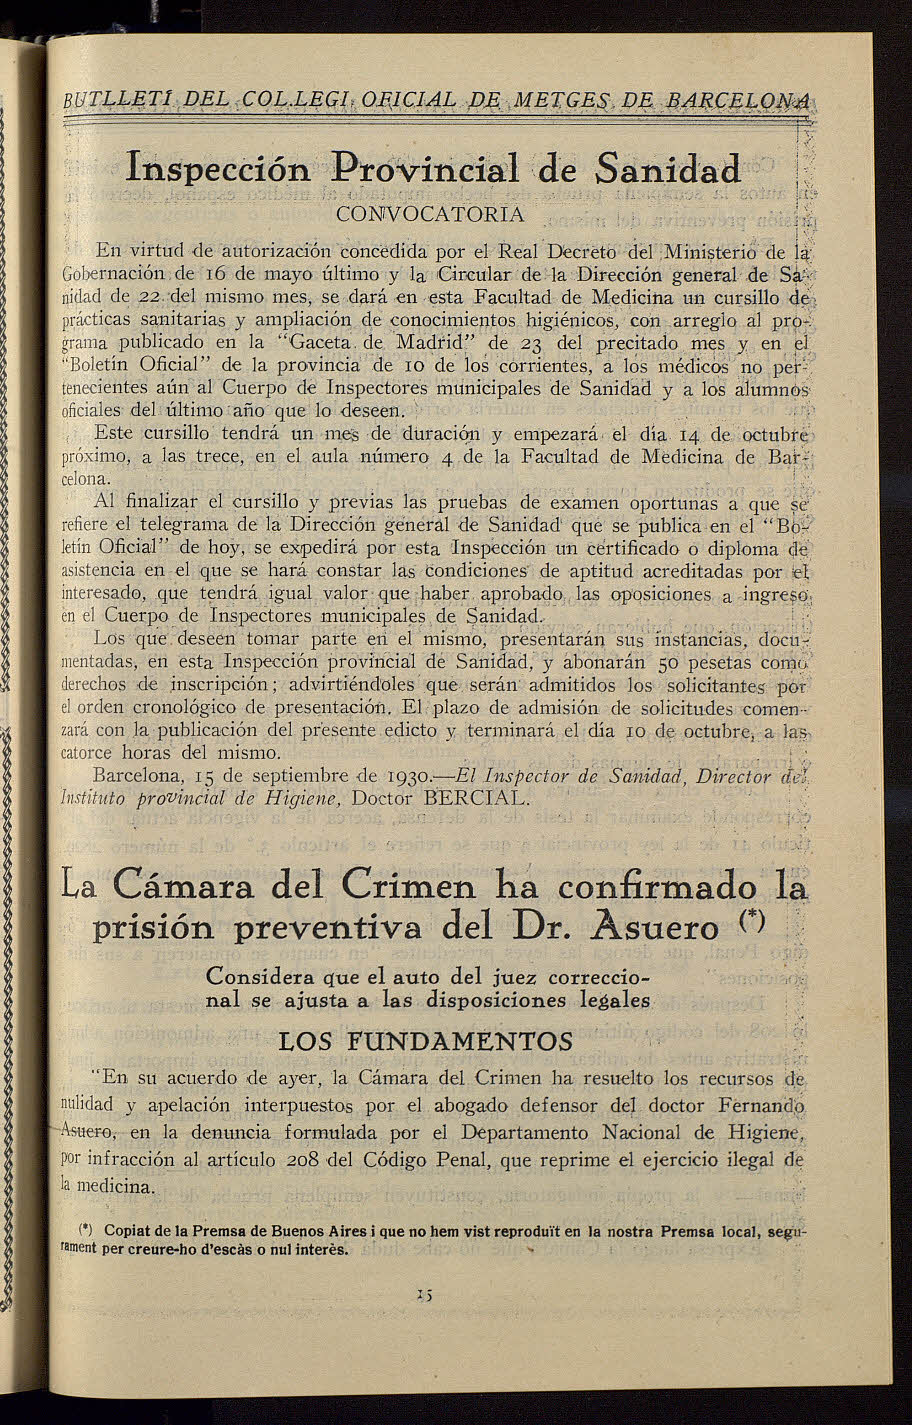 BUTLLETÍ DEL COL.LEGI OFICIAL DE METGES DE BARCELONA
Inspección Provincial de Sanidad
CONVOCATORIA
En virtud de autorización concedida por el Real Decreto del Ministerio de la
Gobernación de 16 de mayo último y la Circular de la Dirección general de Sa-
nidad de 22 del mismo mes, se dará en esta Facultad de Medicina un cursillo de
prácticas sanitarias y ampliación de conocimientos higiénicos, con arreglo al pro-
grama publicado en la "Gaceta de Madrid" de 23 del precitado mes y en el
"Boletín Oficial" de la provincia de 10 de los corrientes, a los médicos no per-
tenecientes aún al Cuerpo de Inspectores municipales de Sanidad y a los alumnos
oficiales del último año que lo deseen.
Este cursillo tendrá un mes de duración y empezará el día 14 de octubre
próximo, a las trece, en el aula número 4 de la Facultad de Medicina de Bar-
celona.
Al finalizar el cursillo y previas las pruebas de examen oportunas a que se
refiere el telegrama de la Dirección general de Sanidad que se publica en el "Bo-
letín Oficial" de hoy, se expedirá por esta Inspección un certificado o diploma de
asistencia en el que se hará constar las condiciones de aptitud acreditadas por el
interesado, que tendrá igual valor que haber aprobado las oposiciones a ingreso
en el Cuerpo de Inspectores municipales de Sanidad.
Los que deseen tomar parte en el mismo, presentarán sus instancias, docu-
mentadas, en esta Inspección provincial de Sanidad, y abonarán 50 pesetas como
derechos de inscripción; advirtiéndoles que serán admitidos los solicitantes por
el orden cronológico de presentación. El plazo de admisión de solicitudes comen-
zará con la publicación del presente edicto y terminará el día 10 de octubre, a las
catorce horas del mismo.
Barcelona, 15 de septiembre de 1930.—El Inspector de Sanidad, Director del
Instituto provincial de Higiene, Doctor BERCIAL.
La Cámara del Crimen ha confirmado la
prisión preventiva del Dr. Asuero (*)
Considera que el auto del juez correccio-
nal se ajusta a las disposiciones legales
LOS FUNDAMENTOS
"En su acuerdo de ayer, la Cámara del Crimen ha resuelto los recursos de
nulidad y apelación interpuestos por el abogado defensor del doctor Fernando
Asuero, en la denuncia formulada por el Departamento Nacional de Higiene,
por infracción al artículo 208 del Código Penal, que reprime el ejercicio ilegal de
la medicina.
(*) Copiat de la Premsa de Buenos Aires i que no hem vist reproduït en la nostra Premsa local, segu-
rament per creure-ho d'escàs o nul interès.
15